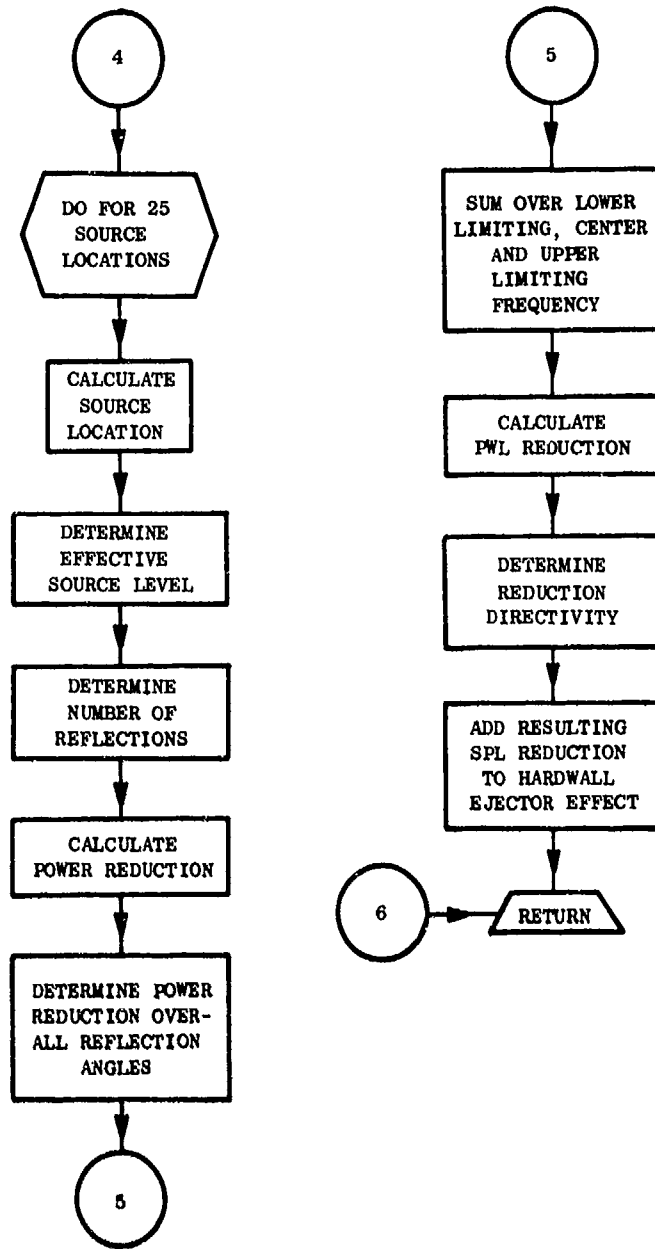 4
DO FOR 25
SOURCE
LOCATIONS
CALCULATE
SOURCE
LOCATION
DETERMINE
EFFECTIVE
SOURCE LEVEL
DETERMINE
NUMBER OF
REFLECTIONS
CALCULATE
POWER REDUCTION
DETERMINE POWER
REDUCTION OVER-
ALL REFLECTION
ANGLES
5
5
SUM OVER LOWER
LIMITING, CENTER
AND UPPER
LIMITING
FREQUENCY
CALCULATE
PWL REDUCTION
DETERMINE
REDUCTION
DIRECTIVITY
ADD RESULTING
SPL REDUCTION
TO HARDWALL
EJECTOR EFFECT
6
RETURN